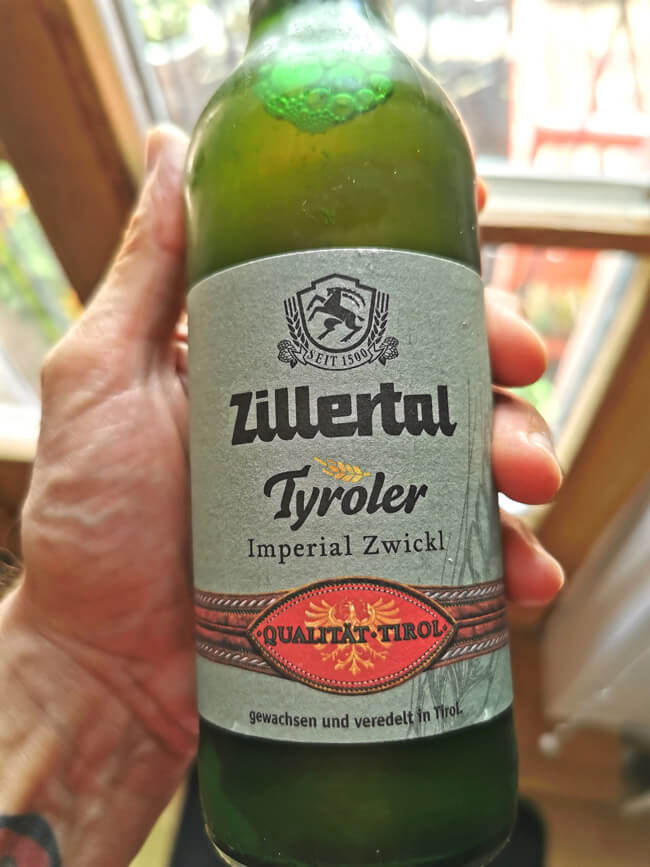 SEIT 1500
Zillertal
Tyroler
Imperial Zwickl
·QUALITÄT·TIROL·
gewachsen und veredelt in Tirol.